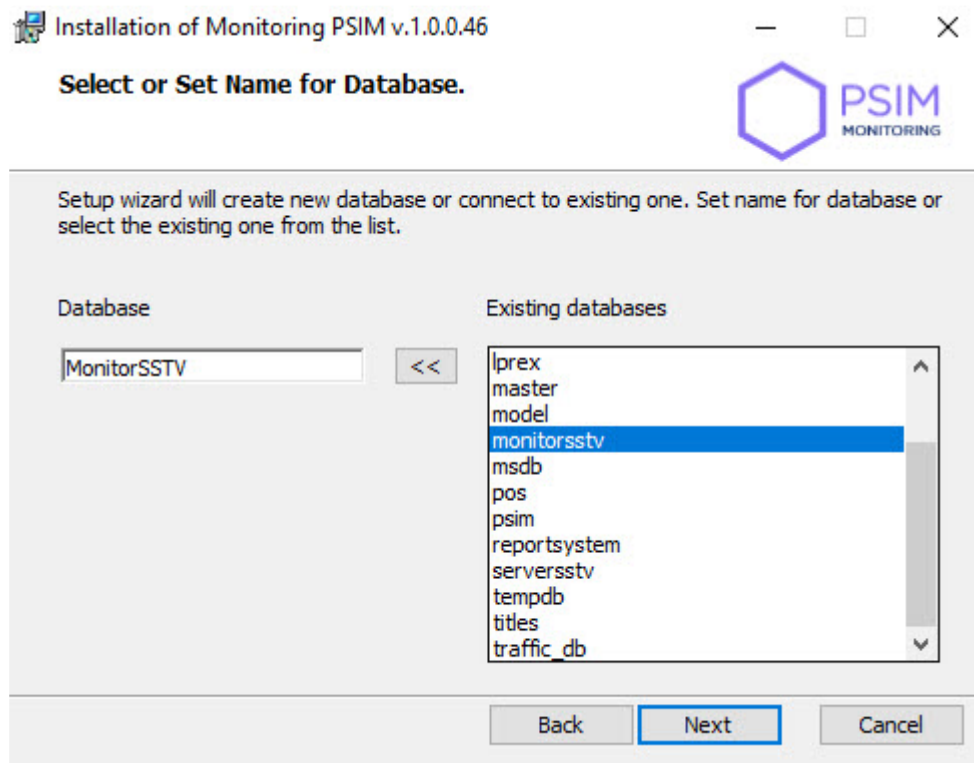 Installation of Monitoring PSIM v.1.0.0.46
Select or Set Name for Database.
PSIM
MONITORING
Setup wizard will create new database or connect to existing one. Set name for database or
select the existing one from the list.
Database
Existing databases
MonitorSSTV
<<
lprex
master
model
monitorsstv
msdb
pos
psim
reportsystem
serversstv
tempdb
titles
traffic_db
Back
Next
Cancel